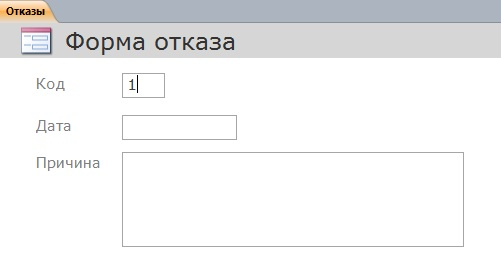 Отказы
Форма отказа
Код 1
Дата
Причина